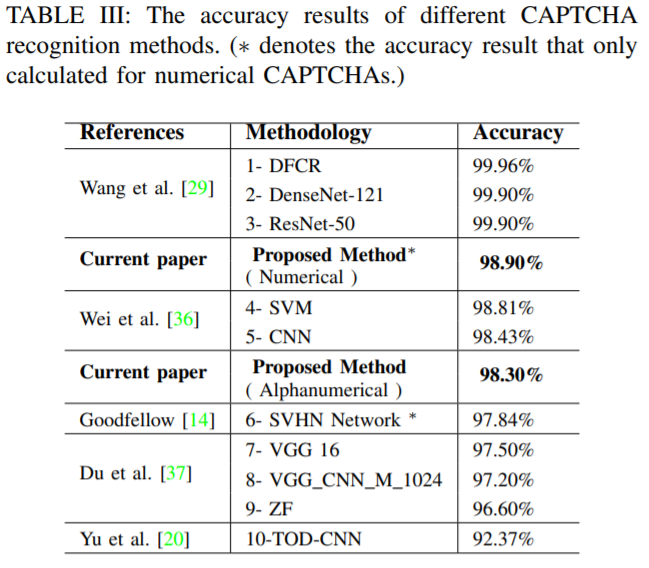 TABLE III: The accuracy results of different CAPTCHA
recognition methods. (∗ denotes the accuracy result that only
calculated for numerical CAPTCHAs.)
References Methodology Accuracy
Wang et al. [29]
1- DFCR 99.96%
2- DenseNet-121 99.90%
3- ResNet-50 99.90%
Current paper
Proposed Method*
( Numerical )
98.90%
Wei et al. [36]
4- SVM 98.81%
5- CNN 98.43%
Current paper
Proposed Method
( Alphanumerical )
98.30%
Goodfellow [14] 6- SVHN Network * 97.84%
Du et al. [37]
7- VGG 16 97.50%
8- VGG_CNN_M_1024 97.20%
9- ZF 96.60%
Yu et al. [20] 10-TOD-CNN 92.37%